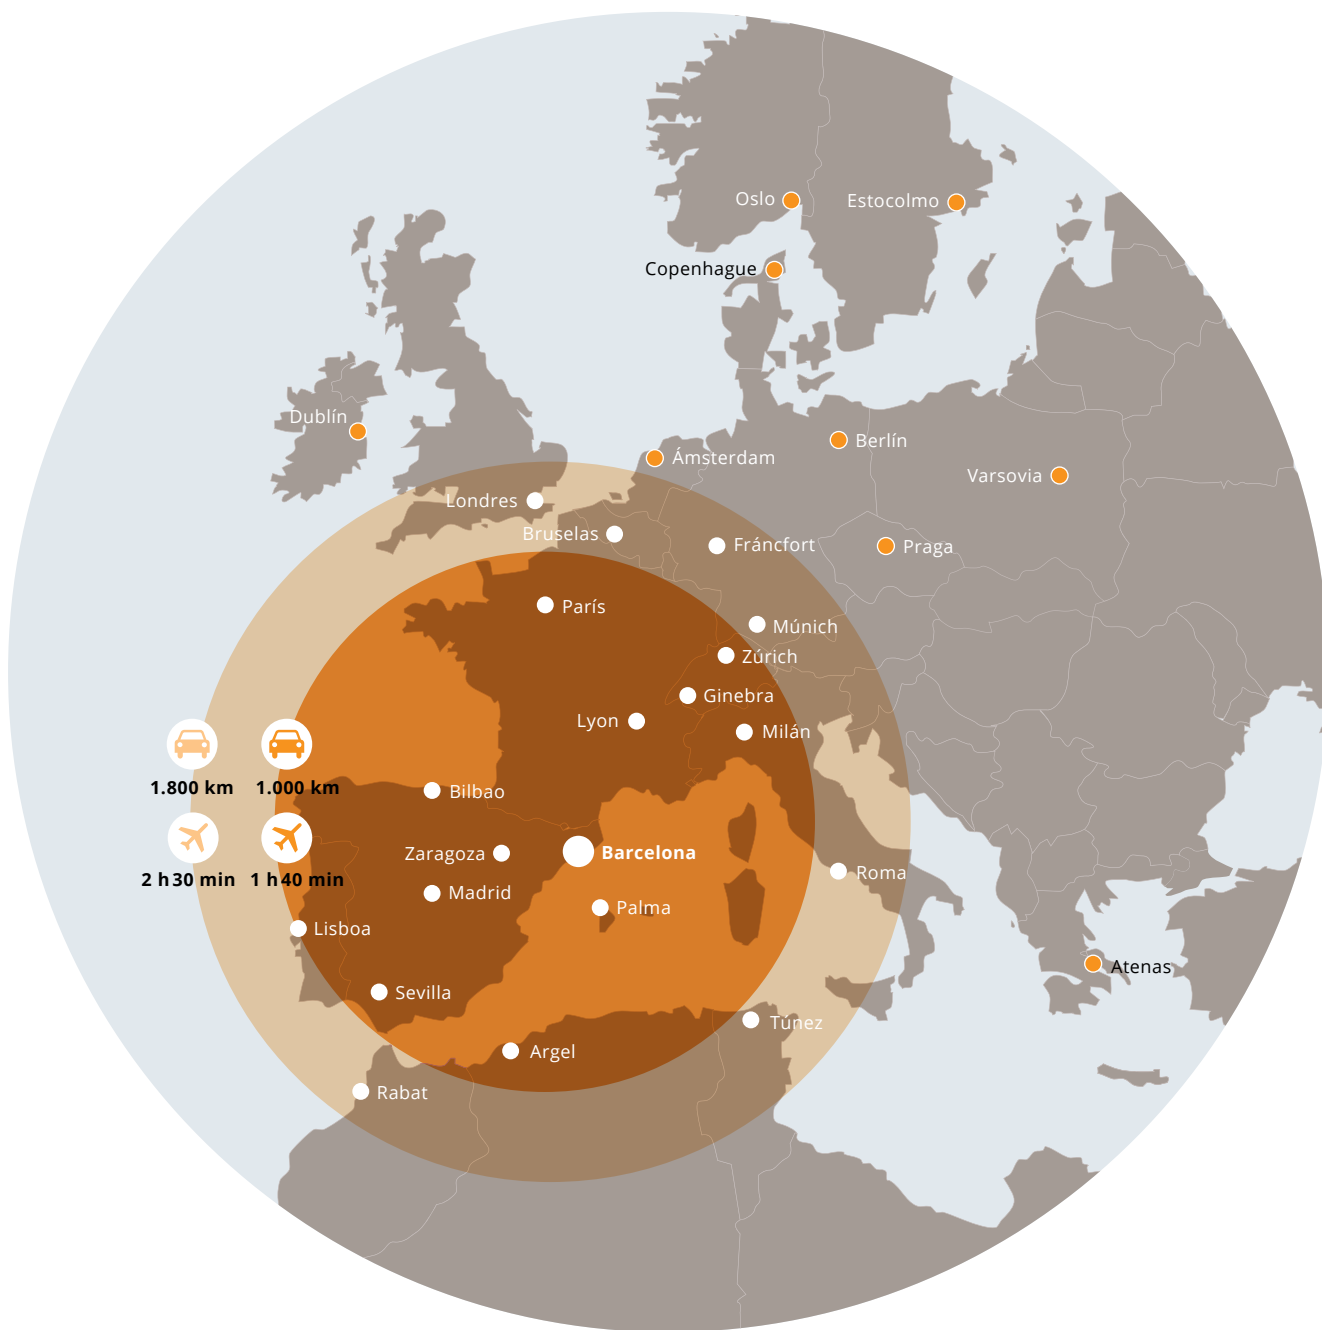 Oslo
Estocolmo
Copenhague
Dublín
Berlín
Ámsterdam
Varsovia
Londres
Bruselas
Fráncfort
Praga
París
Múnich
Zúrich
Ginebra
Lyon
Milán
1.800 km
1.000 km
Bilbao
Zaragoza
Barcelona
2 h30 min
1 h40 min
Roma
Madrid
Palma
Lisboa
Atenas
Sevilla
Túnez
Argel
Rabat